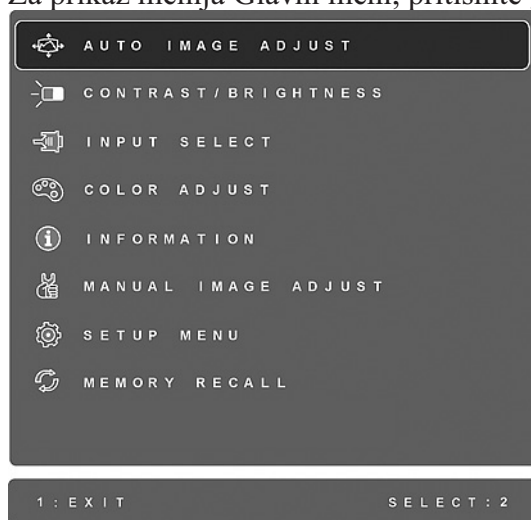 Za prikaz menija Glavni meni, pritisnite
AUTO IMAGE ADJUST
CONTRAST/BRIGHTNESS
INPUT SELECT
COLOR ADJUST
INFORMATION
MANUAL IMAGE ADJUST
SETUP MENU
MEMORY RECALL
1:EXIT
SELECT:2